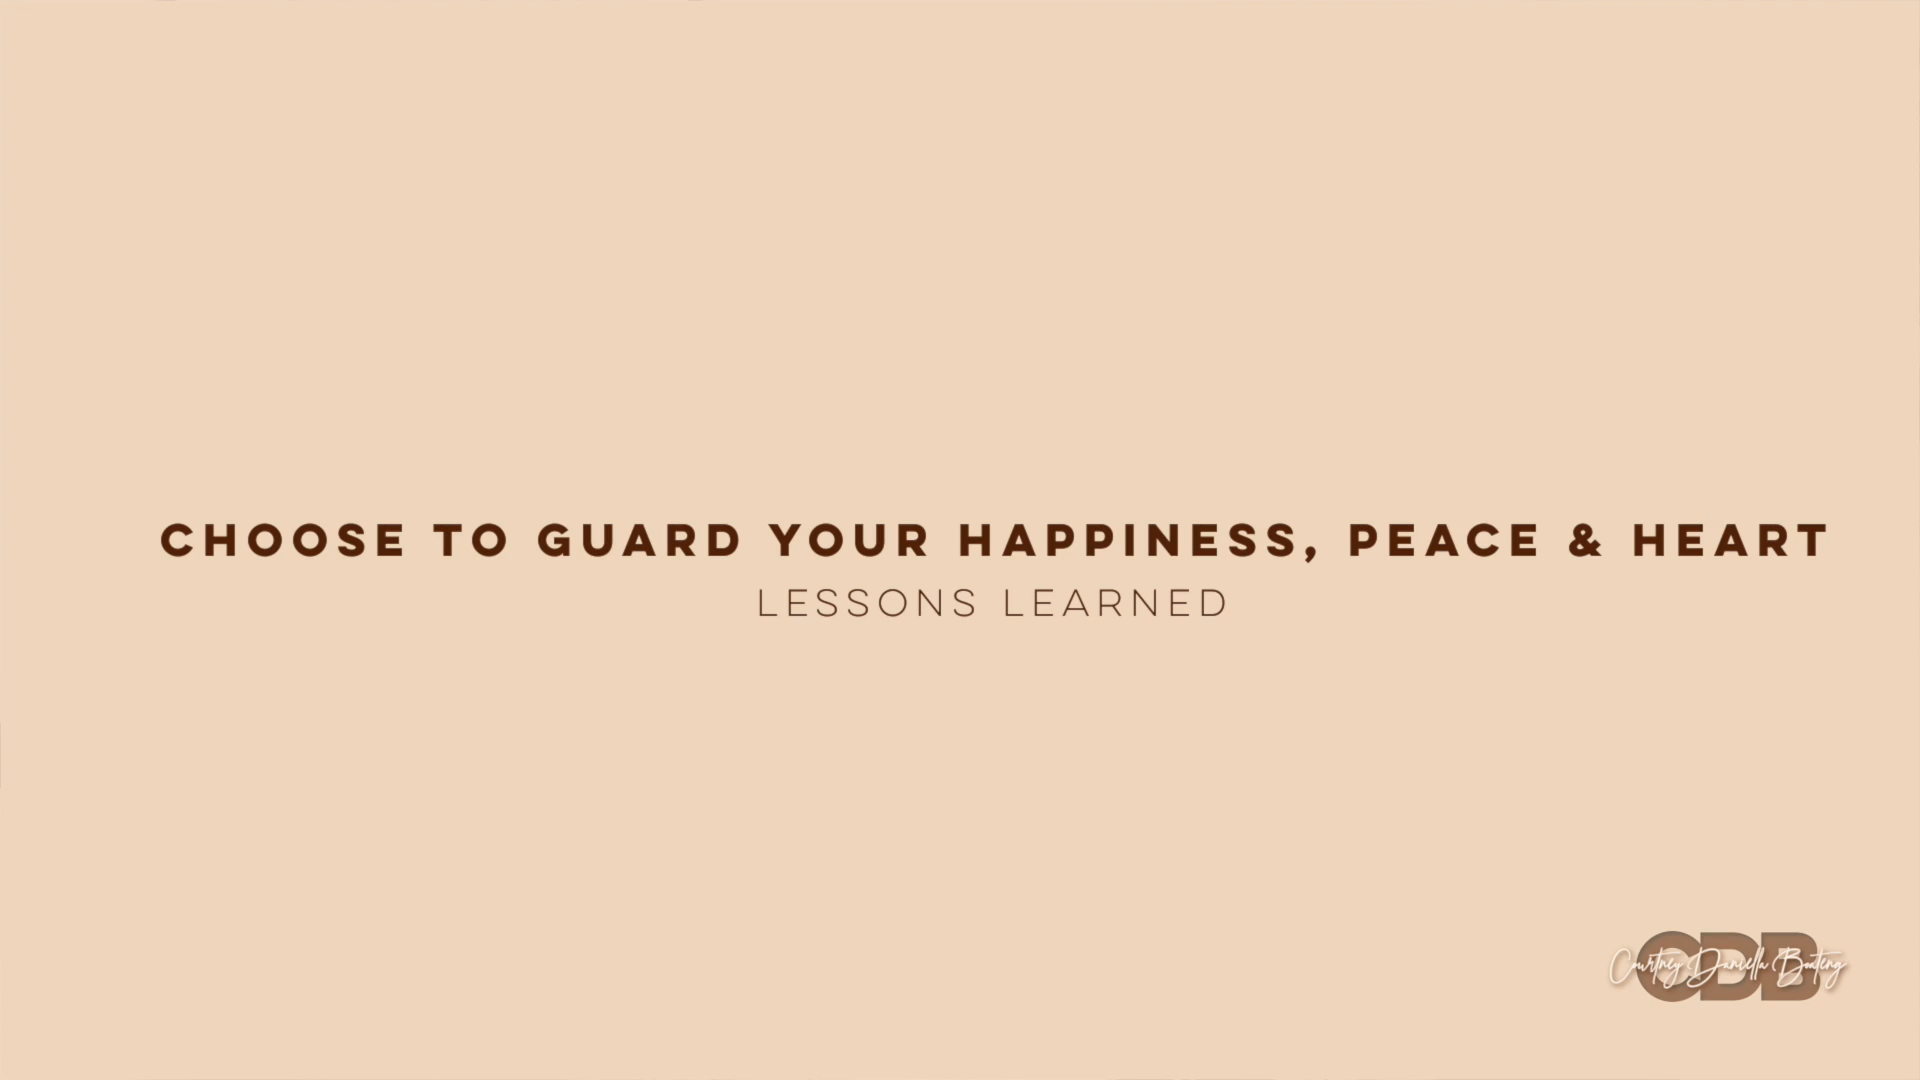 CHOOSE TO GUARD YOUR HAPPINESS, PEACE & HEART
LESSONS LEARNED
CDB
Courtney Daniella Boateng